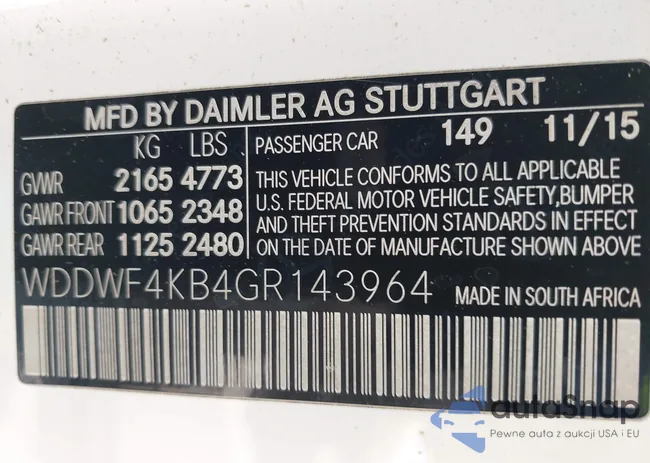 MFD BY DAIMLER AG STUTTGART
KG LBS
GWVR 2165 4773
GAWR FRONT 1065 2348
GAWR REAR 1125 2480
PASSENGER CAR 149 11/15
THIS VEHICLE CONFORMS TO ALL APPLICABLE
U.S. FEDERAL MOTOR VEHICLE SAFETY,BUMPER
AND THEFT PREVENTION STANDARDS IN EFFECT
ON THE DATE OF MANUFACTURE SHOWN ABOVE
WDDWF4KB4GR143964 MADE IN SOUTH AFRICA
autoSnap
Pewne auta z aukcji USA i EU